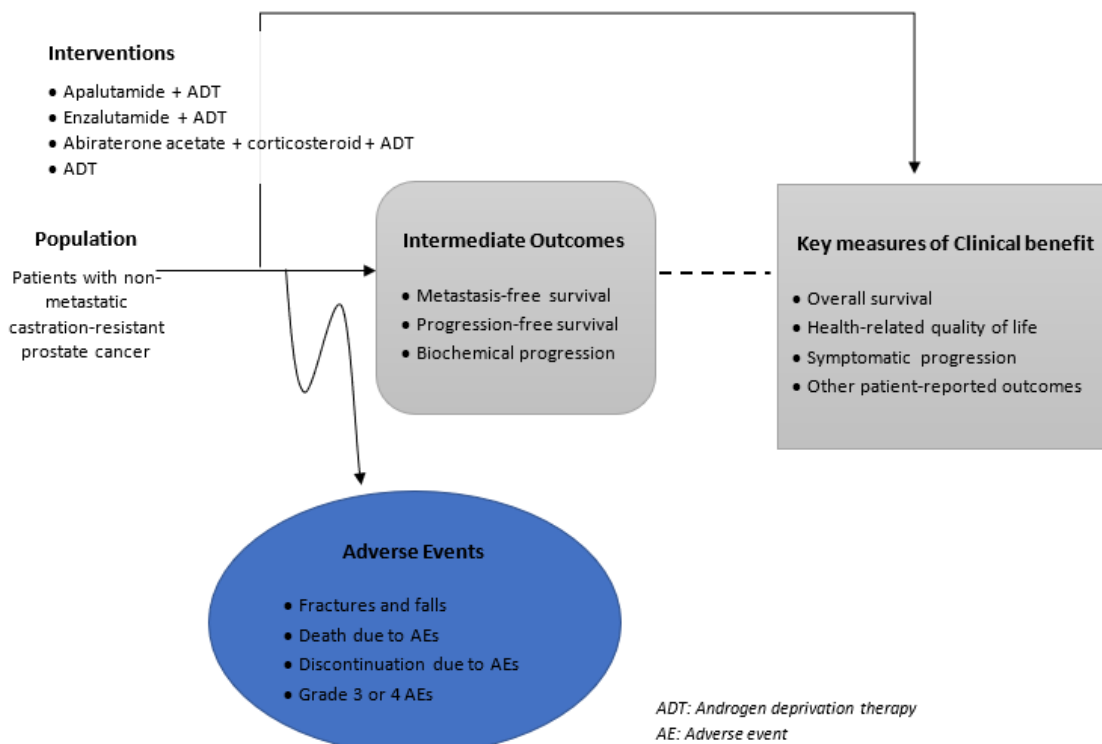 Interventions
● Apalutamide + ADT
● Enzalutamide + ADT
● Abiraterone acetate + corticosteroid + ADT
● ADT
Population
Patients with non-
metastatic
castration-resistant
prostate cancer
Intermediate Outcomes
● Metastasis-free survival
● Progression-free survival
● Biochemical progression
Key measures of Clinical benefit
● Overall survival
● Health-related quality of life
● Symptomatic progression
● Other patient-reported outcomes
Adverse Events
● Fractures and falls
● Death due to AEs
● Discontinuation due to AEs
● Grade 3 or 4 AEs
ADT: Androgen deprivation therapy
AE: Adverse event